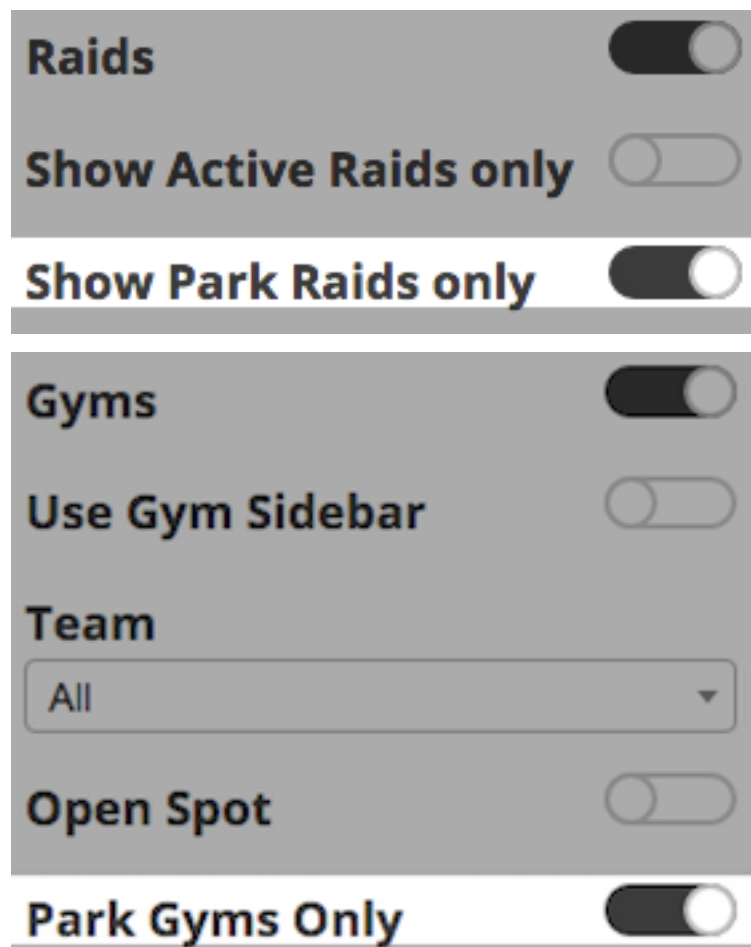 Raids
Show Active Raids only
Show Park Raids only
Gyms
Use Gym Sidebar
Team
All
Open Spot
Park Gyms Only